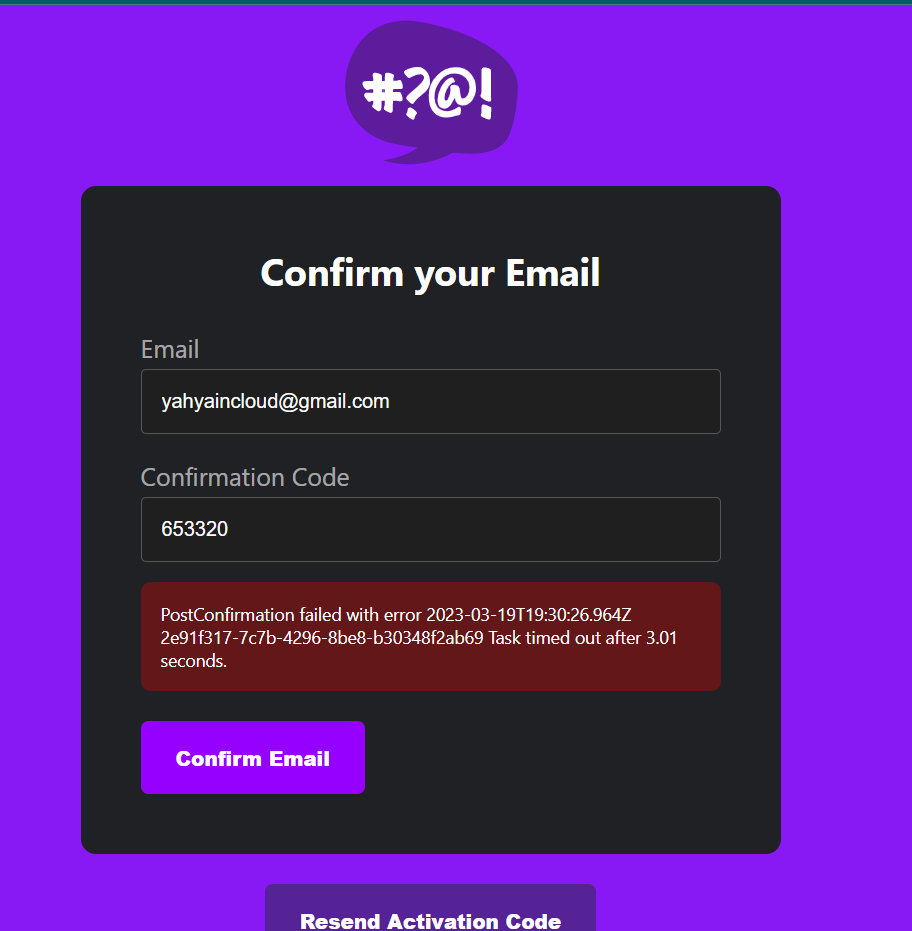 #?@!
Confirm your Email
Email
yahyaincloud@gmail.com
Confirmation Code
653320
PostConfirmation failed with error 2023-03-19T19:30:26.964Z
2e91f317-7c7b-4296-8be8-b30348f2ab69 Task timed out after 3.01
seconds.
Confirm Email
Resend Activation Code